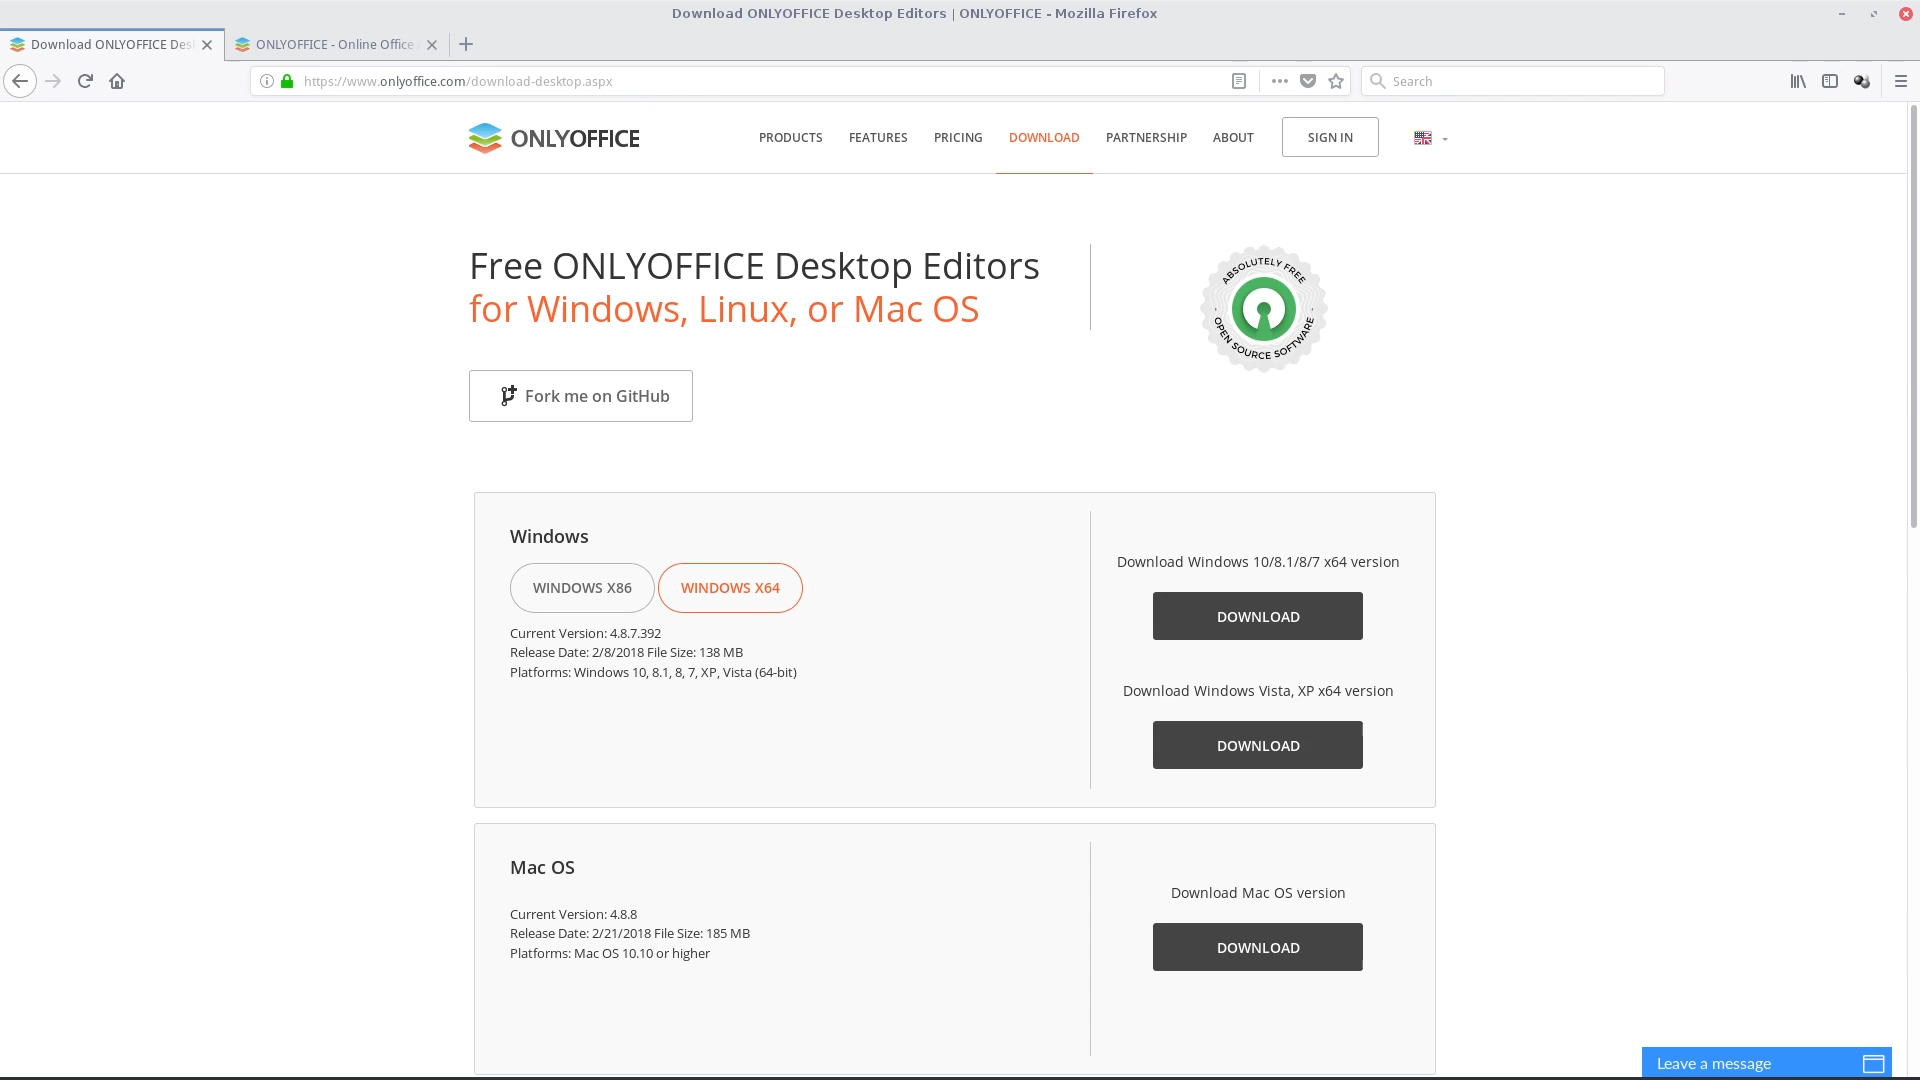 Download ONLYOFFICE Desktop Editors | ONLYOFFICE - Mozilla Firefox
Download ONLYOFFICE Des
ONLYOFFICE - Online Office
https://www.onlyoffice.com/download-desktop.aspx
Search
ONLYOFFICE
PRODUCTS
FEATURES
PRICING
DOWNLOAD
PARTNERSHIP
ABOUT
SIGN IN
Free ONLYOFFICE Desktop Editors
for Windows, Linux, or Mac OS
ABSOLUTELY FREE
OPEN SOURCE SOFTWARE
Fork me on GitHub
Windows
WINDOWS X86
WINDOWS X64
Current Version: 4.8.7.392
Release Date: 2/8/2018 File Size: 138 MB
Platforms: Windows 10, 8.1, 8, 7, XP, Vista (64-bit)
Download Windows 10/8.1/8/7 x64 version
DOWNLOAD
Download Windows Vista, XP x64 version
DOWNLOAD
Mac OS
Current Version: 4.8.8
Release Date: 2/21/2018 File Size: 185 MB
Platforms: Mac OS 10.10 or higher
Download Mac OS version
DOWNLOAD
Leave a message